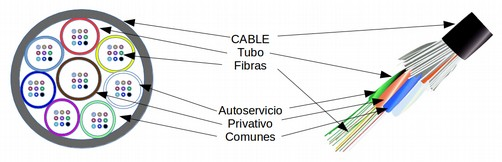 CABLE
Tubo
Fibras
Autoservicio
Privativo
Comunes